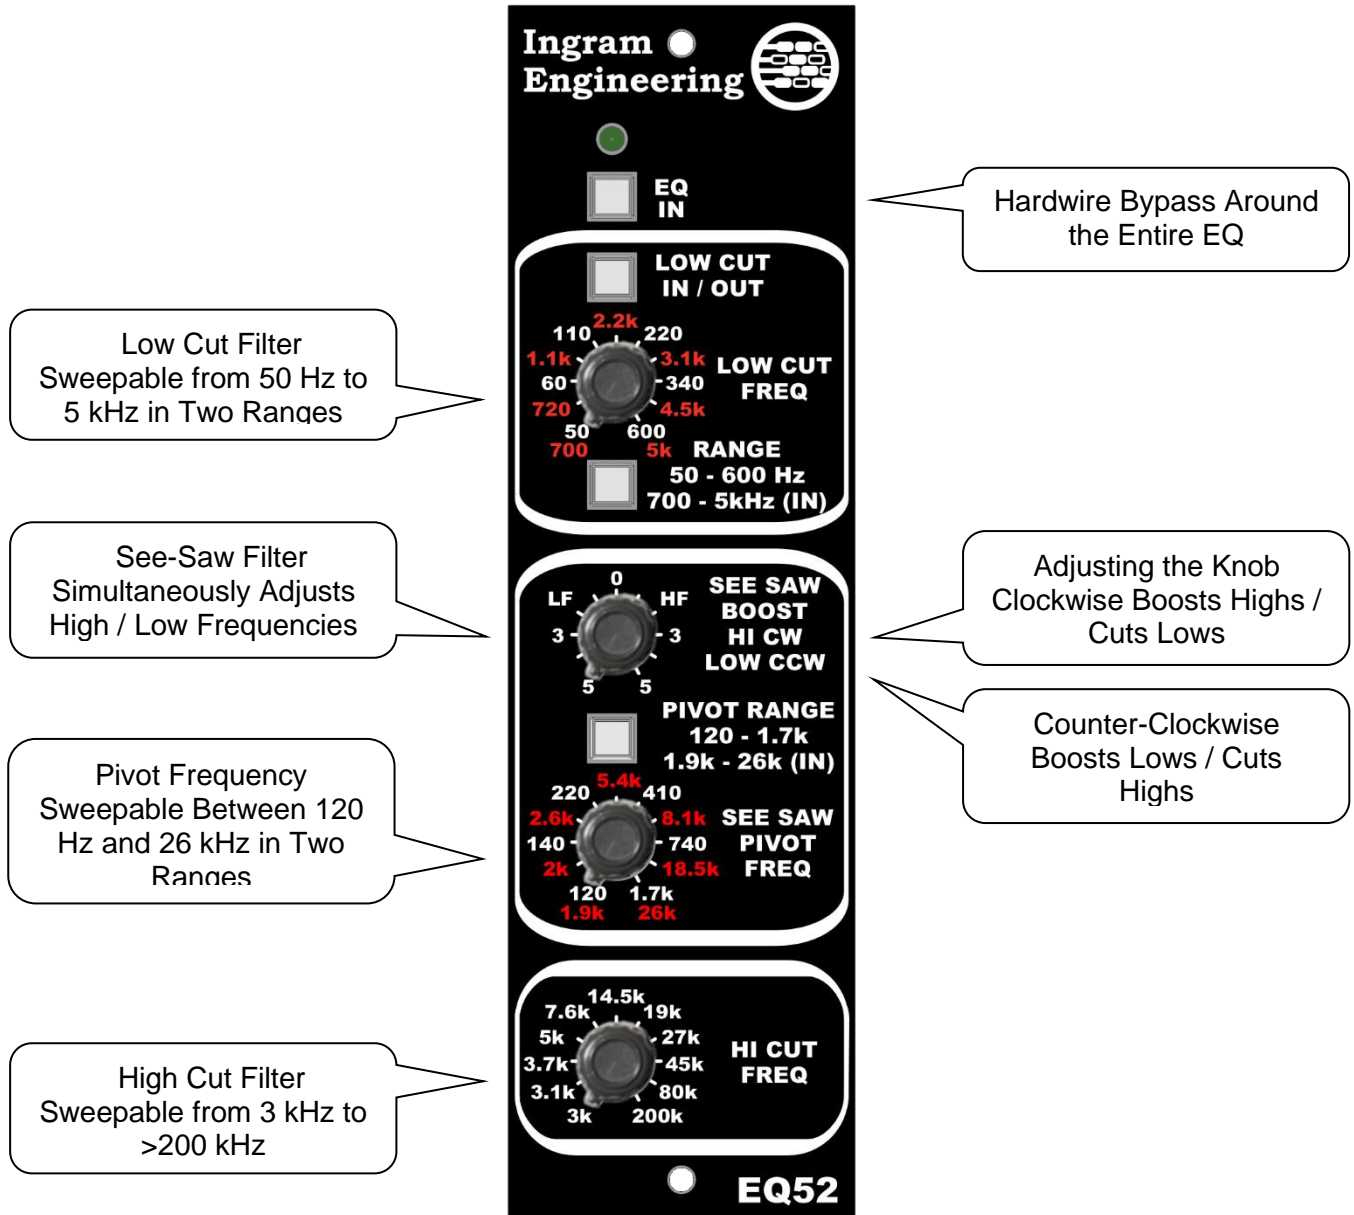 Ingram
Engineering
EQ
IN
Hardwire Bypass Around
the Entire EQ
LOW CUT
IN / OUT
Low Cut Filter
Sweepable from 50 Hz to
5 kHz in Two Ranges
2.2k
110 220
1.1k 3.1k
60 340
720 4.5k
50 600
700 5k
LOW CUT
FREQ
RANGE
50 - 600 Hz
700 - 5kHz (IN)
See-Saw Filter
Simultaneously Adjusts
High / Low Frequencies
0
LF HF
3 3
5 5
SEE SAW
BOOST
HI CW
LOW CCW
Adjusting the Knob
Clockwise Boosts Highs /
Cuts Lows
Counter-Clockwise
Boosts Lows / Cuts
Highs
PIVOT RANGE
120 - 1.7k
1.9k - 26k (IN)
Pivot Frequency
Sweepable Between 120
Hz and 26 kHz in Two
Ranges
5.4k
220 410
2.6k 8.1k
140 740
2k 18.5k
120 1.7k
1.9k 26k
SEE SAW
PIVOT
FREQ
High Cut Filter
Sweepable from 3 kHz to
>200 kHz
14.5k
7.6k 19k
5k 27k
3.7k 45k
3.1k 80k
3k 200k
HI CUT
FREQ
EQ52